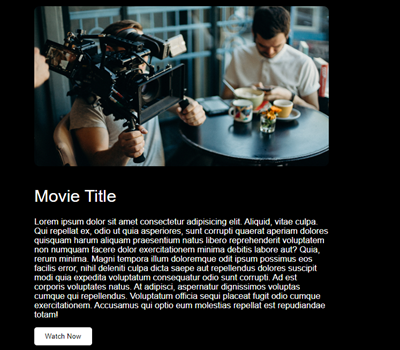 Movie Title
Lorem ipsum dolor sit amet consectetur adipisicing elit. Aliquid, vitae culpa.
Qui repellat ex, odio ut quia asperiores, sunt corrupti quaerat aperiam dolores
quisquam harum aliquam praesentium natus libero reprehenderit voluptatem
non numquam facere dolor exercitationem minima debitis labore aut? Quia,
rerum minima. Magni tempora illum doloremque odit ipsum possimus eos
facilis error, nihil deleniti culpa dicta saepe aut repellendus dolores suscipit
modi quia expedita voluptatum consequatur odio sunt corrupti. Ad est
corporis voluptates natus. At adipisci, aspernatur dignissimos voluptas
cumque qui repellendus. Voluptatum officia sequi placeat fugit odio cumque
exercitationem. Accusamus qui optio eum molestias repellat est repudiandae
totam!
Watch Now